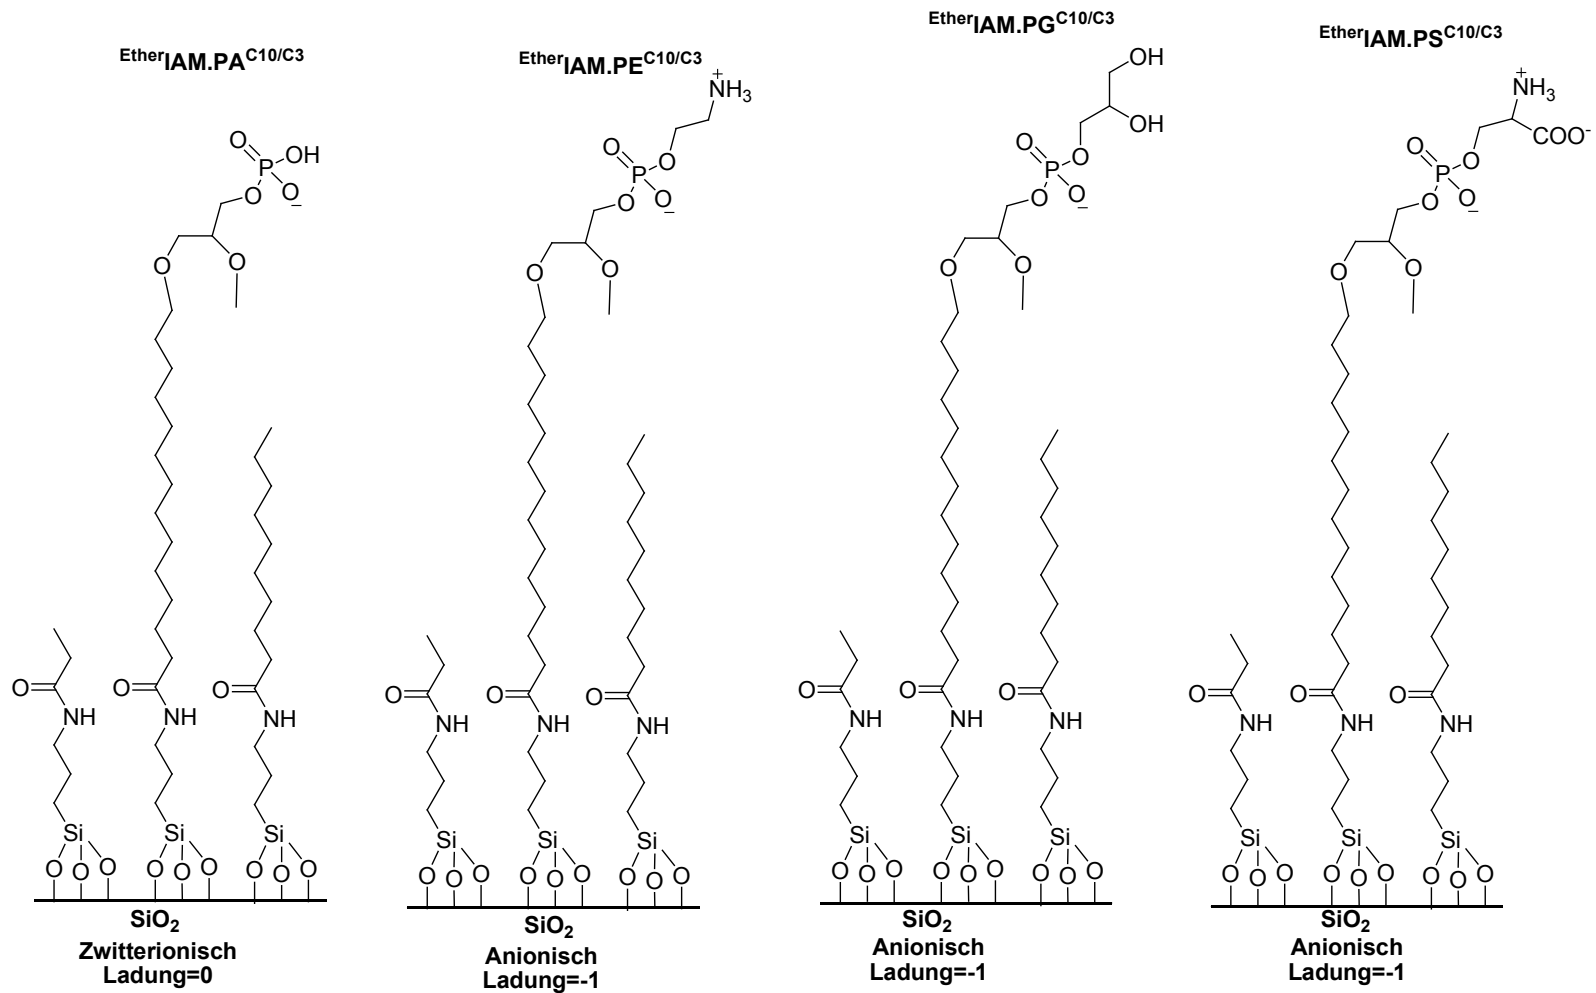 EtherIAM.PAC10/C3
O
OH
P
O
O
–
O
O
O
NH
O
NH
O
NH
Si
Si
Si
O
O
O
O
O
O
O
O
O
SiO2
Zwitterionisch
Ladung=0
EtherIAM.PEC10/C3
+
NH3
O
O
P
O
O
–
O
O
O
NH
O
NH
O
NH
Si
Si
Si
O
O
O
O
O
O
O
O
O
SiO2
Anionisch
Ladung=-1
EtherIAM.PGC10/C3
OH
OH
O
O
P
O
O
–
O
O
O
NH
O
NH
O
NH
Si
Si
Si
O
O
O
O
O
O
O
O
O
SiO2
Anionisch
Ladung=-1
EtherIAM.PSC10/C3
+
NH3
COO-
O
O
P
O
O
–
O
O
O
NH
O
NH
O
NH
Si
Si
Si
O
O
O
O
O
O
O
O
O
SiO2
Anionisch
Ladung=-1